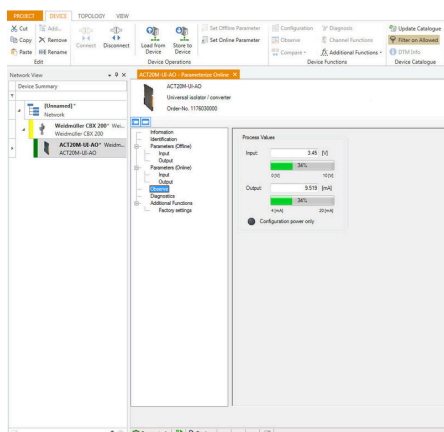 PROJECT DEVICE TOPOLOGY VIEW
Cut Add... Set Offline Parameter Configuration Diagnosis Update Catalogue
Copy Remove Connect Disconnect Load from Device Store to Device Set Online Parameter Observe Channel Functions Filter on Allowed
Paste Rename Compare Additional Functions DTM Info
Edit Device Operations Device Functions Device Catalogue
Network View
ACT20M-UI-AO - Parameterize Online
Device Summary
ACT20M-UI-AO
Universal isolator / converter
Order-No. 1176030000
[Unnamed]*
Network
Weidmüller CBX 200* Wei...
Weidmüller CBX 200
ACT20M-UI-AO* Weidm...
ACT20M-UI-AO
Information
Identification
Parameters (Offline)
Input
Output
Parameters (Online)
Input
Output
Observe
Diagnostics
Additional Functions
Factory settings
Process Values
Input: 3.45 [V]
34%
0 [V] 10 [V]
Output: 9.519 [mA]
34%
4 [mA] 20 [mA]
Configuration power only